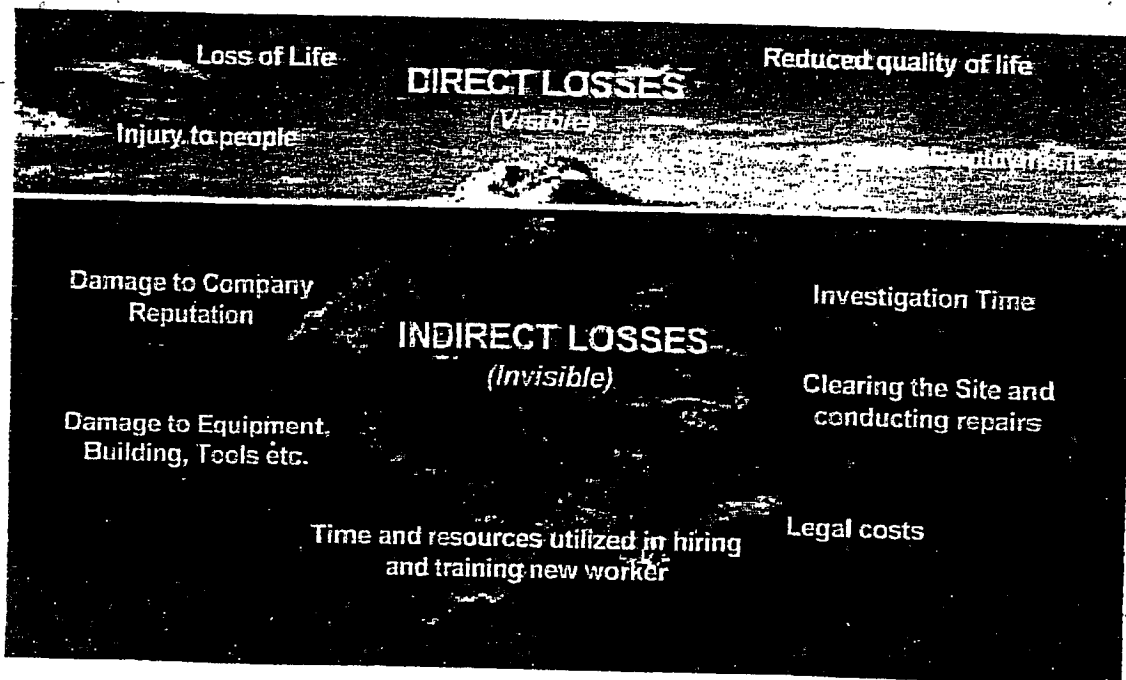 Loss of Life
DIRECT LOSSES
(Visible)
Reduced quality of life
Injury to people
Damage to Company
Reputation
INDIRECT LOSSES
(Invisible)
Investigation Time
Clearing the Site and
conducting repairs
Damage to Equipment,
Building, Tools etc.
Time and resources utilized in hiring
and training new worker
Legal costs